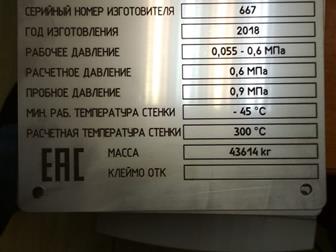 СЕРИЙНЫЙ НОМЕР ИЗГОТОВИТЕЛЯ 667
ГОД ИЗГОТОВЛЕНИЯ 2018
РАБОЧЕЕ ДАВЛЕНИЕ 0,055 - 0,6 МПа
РАСЧЕТНОЕ ДАВЛЕНИЕ 0,6 МПа
ПРОБНОЕ ДАВЛЕНИЕ 0,9 МПа
МИН. РАБ. ТЕМПЕРАТУРА СТЕНКИ - 45 °С
РАСЧЕТНАЯ ТЕМПЕРАТУРА СТЕНКИ 300 °С
ЕАС МАССА 43614 кг
КЛЕЙМО ОТК